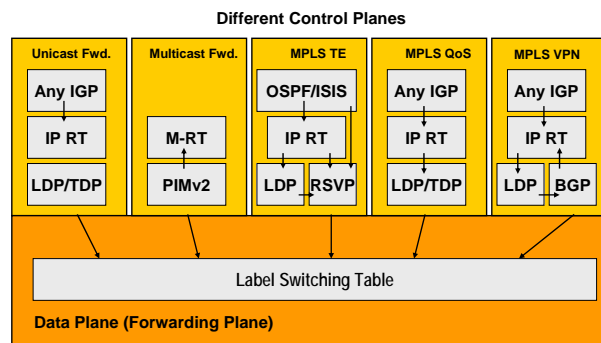 Different Control Planes
Unicast Fwd.
Any IGP
IP RT
LDP/TDP
Multicast Fwd.
M-RT
PIMv2
MPLS TE
OSPF/ISIS
IP RT
LDP
RSVP
MPLS QoS
Any IGP
IP RT
LDP/TDP
MPLS VPN
Any IGP
IP RT
LDP
BGP
Label Switching Table
Data Plane (Forwarding Plane)